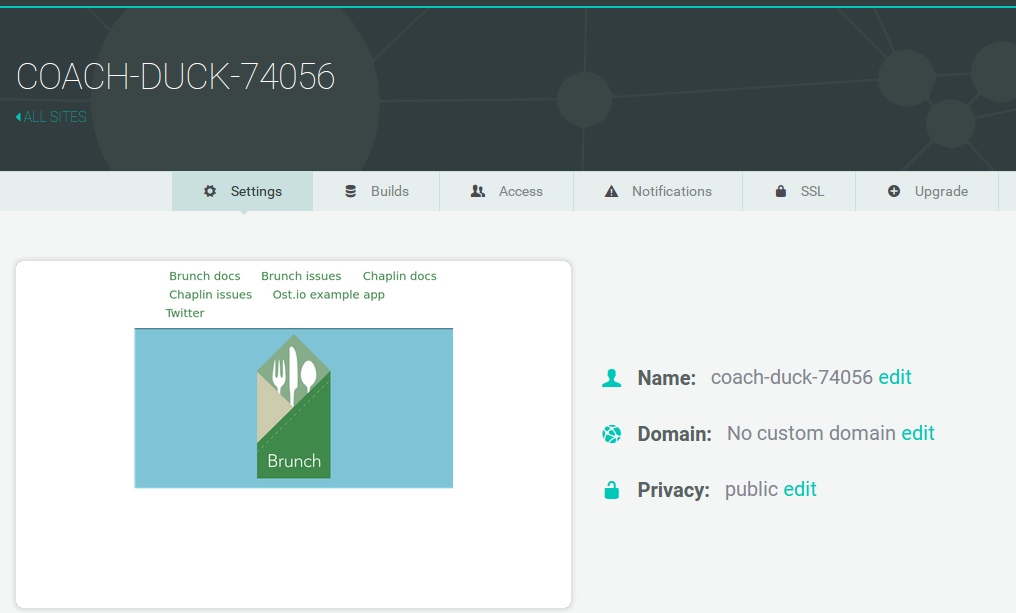 COACH-DUCK-74056
ALL SITES
Settings Builds Access Notifications SSL Upgrade
Brunch docs Brunch issues Chaplin docs
Chaplin issues Ost.io example app
Twitter
Brunch
Name: coach-duck-74056 edit
Domain: No custom domain edit
Privacy: public edit